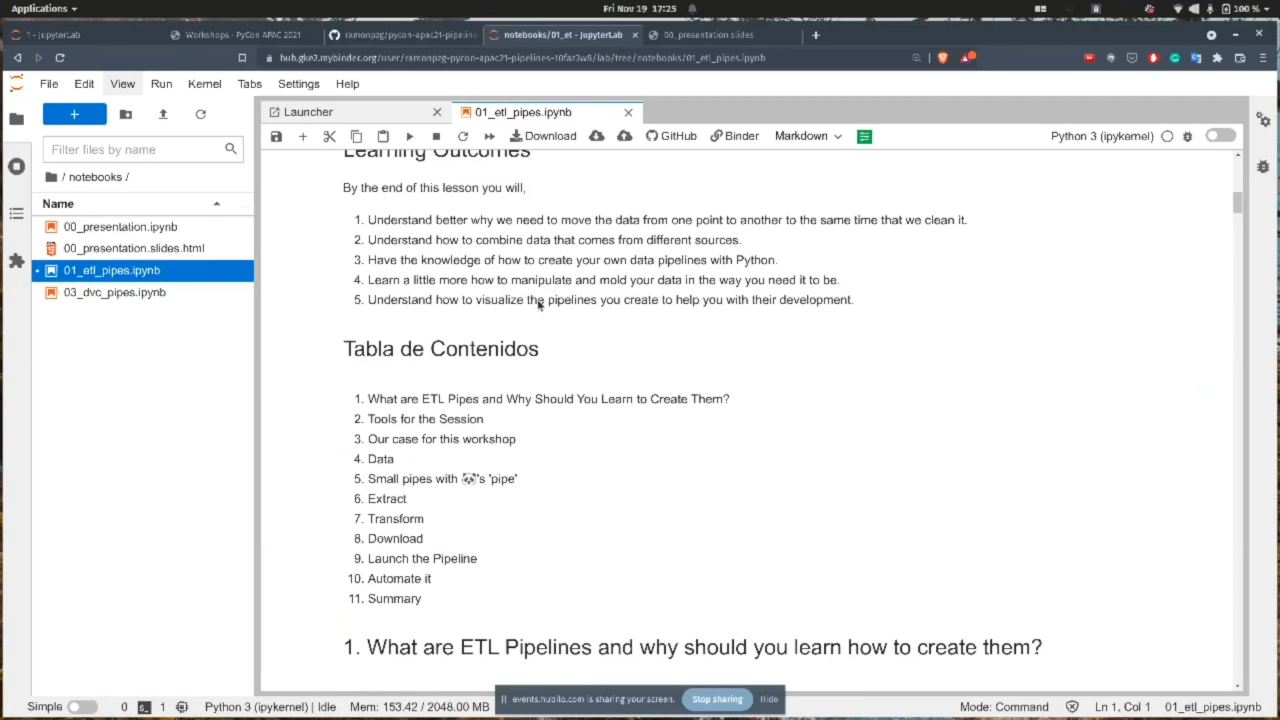 Applications
Fri Nov 19 17:25
100 %
1 - JupyterLab
Workshops - PyCon APAC 2021
ramonpzg/pycon-apac21-pipeline
notebooks/01_et - JupyterLab
00_presentation slides
hub.gke2.mybinder.org/user/ramonpzg-pycon-apac21-pipelines-10faz3w8/lab/tree/notebooks/01_etl_pipes.ipynb
File Edit View Run Kernel Tabs Settings Help
Launcher
01_etl_pipes.ipynb
Download
GitHub
Binder
Markdown
Python 3 (ipykernel)
Filter files by name
/ notebooks /
Name
00_presentation.ipynb
00_presentation.slides.html
01_etl_pipes.ipynb
03_dvc_pipes.ipynb
Learning Outcomes
By the end of this lesson you will,
1. Understand better why we need to move the data from one point to another to the same time that we clean it.
2. Understand how to combine data that comes from different sources.
3. Have the knowledge of how to create your own data pipelines with Python.
4. Learn a little more how to manipulate and mold your data in the way you need it to be.
5. Understand how to visualize the pipelines you create to help you with their development.
Tabla de Contenidos
1. What are ETL Pipes and Why Should You Learn to Create Them?
2. Tools for the Session
3. Our case for this workshop
4. Data
5. Small pipes with 🐼's 'pipe'
6. Extract
7. Transform
8. Download
9. Launch the Pipeline
10. Automate it
11. Summary
1. What are ETL Pipelines and why should you learn how to create them?
events.hubilo.com is sharing your screen.
Stop sharing
Hide
Simple
0
1
Python 3 (ipykernel) | Idle
Mem: 153.42 / 2048.00 MB
Mode: Command
Ln 1, Col 1
01_etl_pipes.ipynb